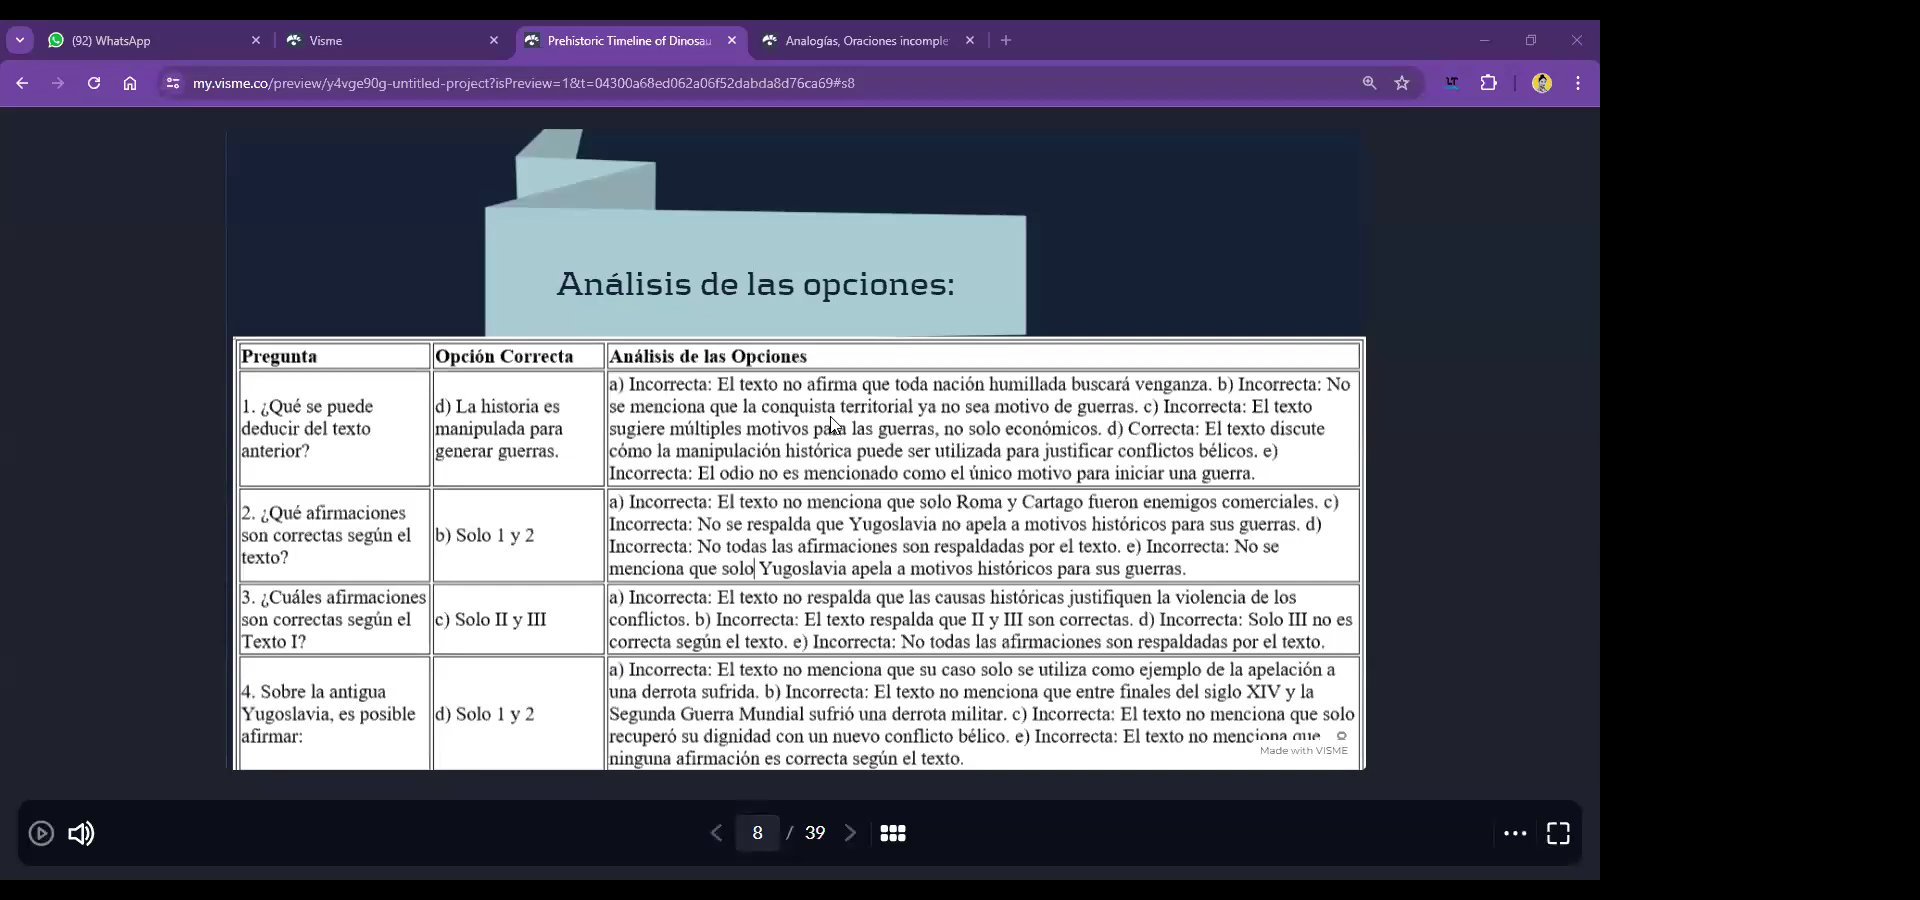 (92) WhatsApp
Visme
Prehistoric Timeline of Dinosau
Analogías, Oraciones incomple
my.visme.co/preview/y4vge90g-untitled-project?isPreview=1&t=04300a68ed062a06f52dabda8d76ca69#s8
LT
Análisis de las opciones:
Pregunta
Opción Correcta
Análisis de las Opciones
1. ¿Qué se puede
deducir del texto
anterior?
d) La historia es
manipulada para
generar guerras.
a) Incorrecta: El texto no afirma que toda nación humillada buscará venganza. b) Incorrecta: No
se menciona que la conquista territorial ya no sea motivo de guerras. c) Incorrecta: El texto
sugiere múltiples motivos para las guerras, no solo económicos. d) Correcta: El texto discute
cómo la manipulación histórica puede ser utilizada para justificar conflictos bélicos. e)
Incorrecta: El odio no es mencionado como el único motivo para iniciar una guerra.
2. ¿Qué afirmaciones
son correctas según el
texto?
b) Solo 1 y 2
a) Incorrecta: El texto no menciona que solo Roma y Cartago fueron enemigos comerciales. c)
Incorrecta: No se respalda que Yugoslavia no apela a motivos históricos para sus guerras. d)
Incorrecta: No todas las afirmaciones son respaldadas por el texto. e) Incorrecta: No se
menciona que solo Yugoslavia apela a motivos históricos para sus guerras.
3. ¿Cuáles afirmaciones
son correctas según el
Texto I?
c) Solo II y III
a) Incorrecta: El texto no respalda que las causas históricas justifiquen la violencia de los
conflictos. b) Incorrecta: El texto respalda que II y III son correctas. d) Incorrecta: Solo III no es
correcta según el texto. e) Incorrecta: No todas las afirmaciones son respaldadas por el texto.
4. Sobre la antigua
Yugoslavia, es posible
afirmar:
d) Solo 1 y 2
a) Incorrecta: El texto no menciona que su caso solo se utiliza como ejemplo de la apelación a
una derrota sufrida. b) Incorrecta: El texto no menciona que entre finales del siglo XIV y la
Segunda Guerra Mundial sufrió una derrota militar. c) Incorrecta: El texto no menciona que solo
recuperó su dignidad con un nuevo conflicto bélico. e) Incorrecta: El texto no menciona que
ninguna afirmación es correcta según el texto.
Made with VISME
8 / 39